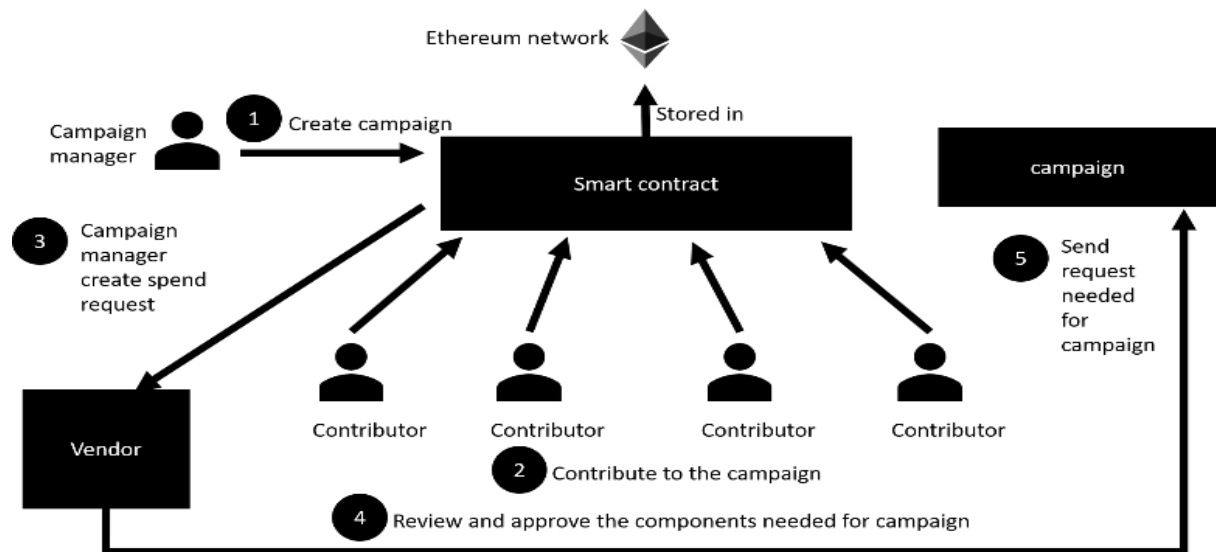 Ethereum network
Stored in
1
Create campaign
Campaign
manager
Smart contract
campaign
3
Campaign
manager
create spend
request
5
Send
request
needed
for
campaign
Contributor
Contributor
Contributor
Contributor
Vendor
2
Contribute to the campaign
4
Review and approve the components needed for campaign